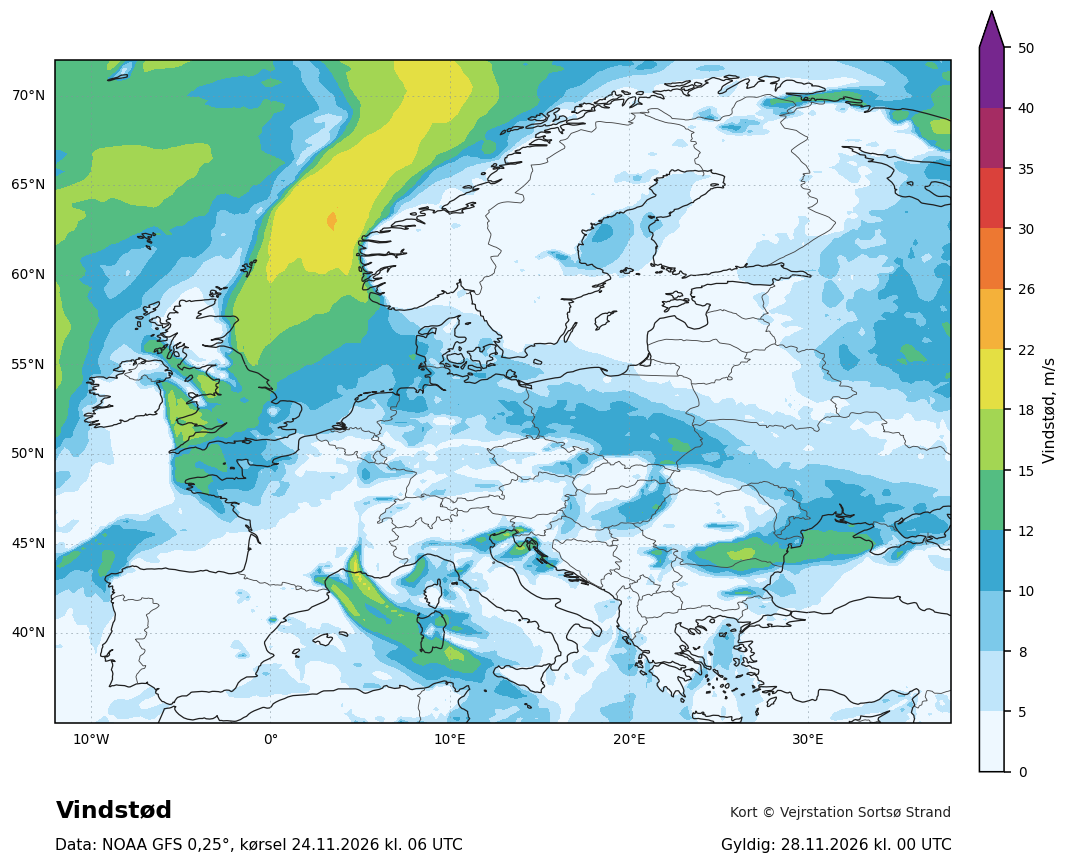 50
40
35
30
26
22
18
15
12
10
8
5
0
Vindstød, m/s
70°N
65°N
60°N
55°N
50°N
45°N
40°N
10°W
0°
10°E
20°E
30°E
Vindstød
Kort © Vejrstation Sortsø Strand
Data: NOAA GFS 0,25°, kørsel 24.11.2026 kl. 06 UTC
Gyldig: 28.11.2026 kl. 00 UTC